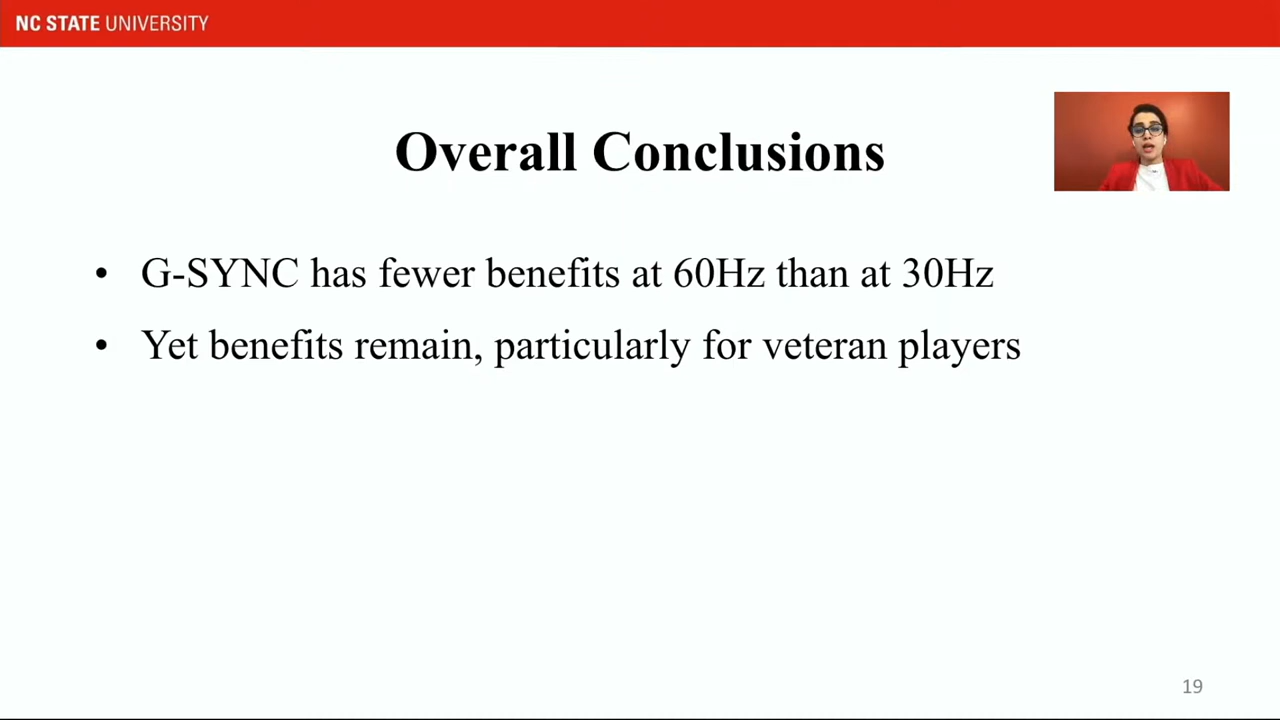 NC STATE UNIVERSITY
Overall Conclusions
• G-SYNC has fewer benefits at 60Hz than at 30Hz
• Yet benefits remain, particularly for veteran players
19